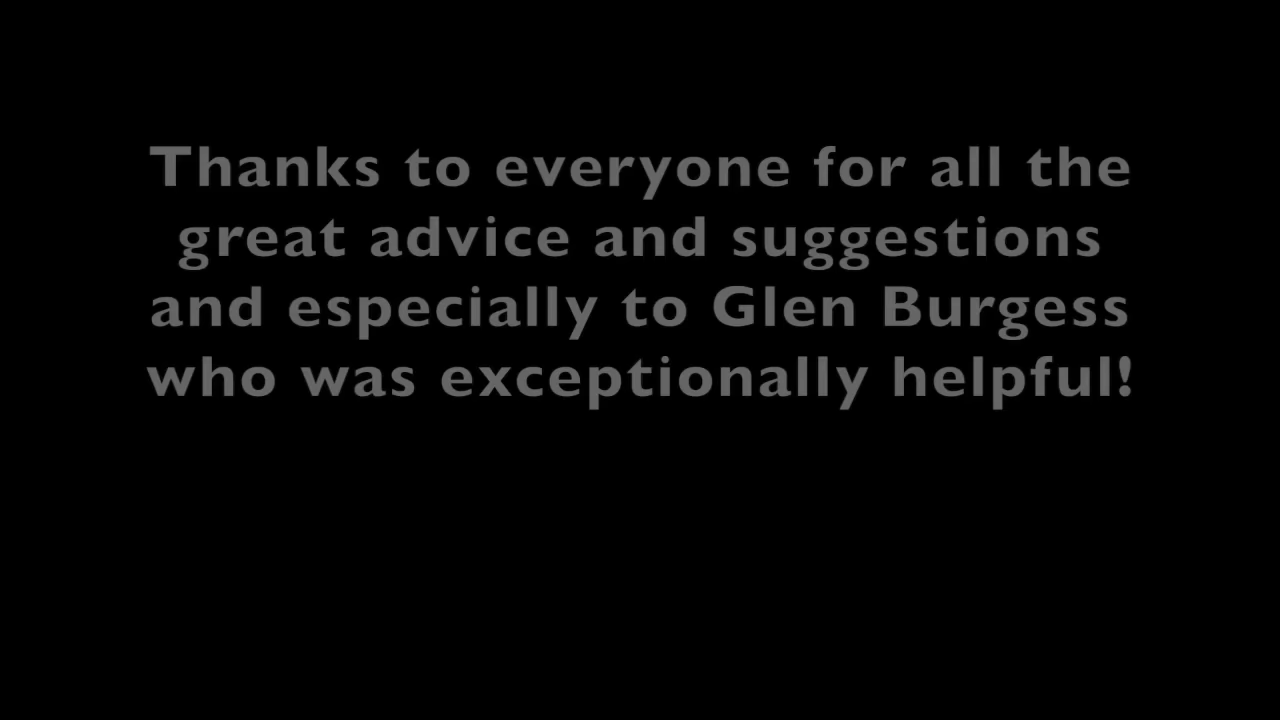 Thanks to everyone for all the
great advice and suggestions
and especially to Glen Burgess
who was exceptionally helpful!